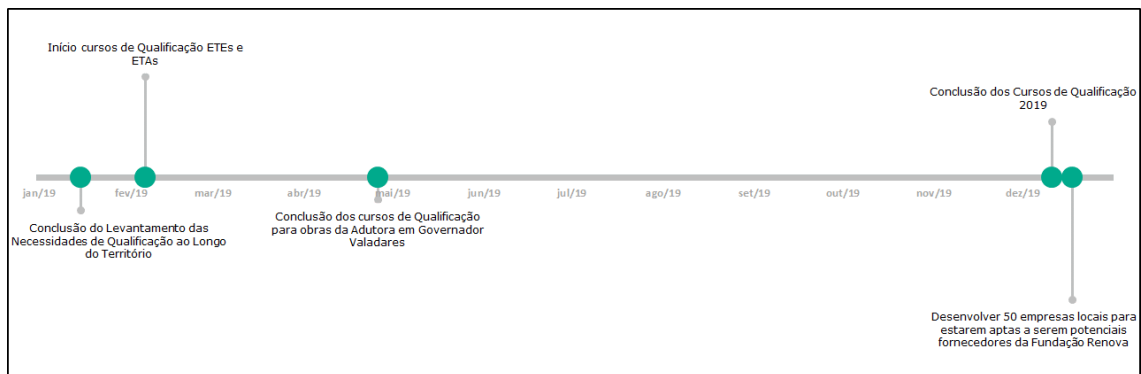 Início cursos de Qualificação ETEs e
ETAs
Conclusão dos Cursos de Qualificação
2019
jan/19
fev/19
mar/19
abr/19
mai/19
jun/19
jul/19
ago/19
set/19
out/19
nov/19
dez/19
Conclusão do Levantamento das
Necessidades de Qualificação ao Longo
do Território
Conclusão dos cursos de Qualificação
para obras da Adutora em Governador
Valadares
Desenvolver 50 empresas locais para
estarem aptas a serem potenciais
fornecedores da Fundação Renova